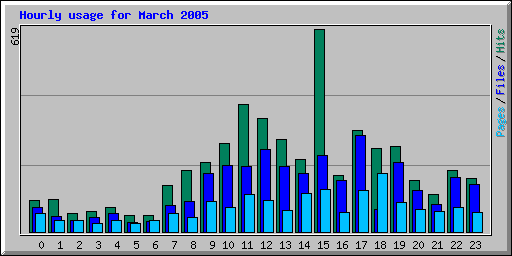 Hourly usage for March 2005
619
Pages / Files / Hits
0 1 2 3 4 5 6 7 8 9 10 11 12 13 14 15 16 17 18 19 20 21 22 23